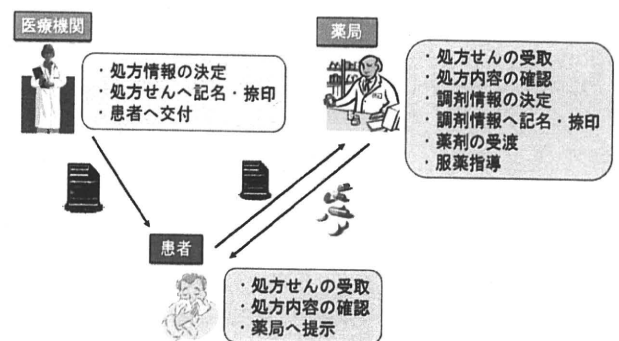 医療機関
・処方情報の決定
・処方せんへ記名・捺印
・患者へ交付
薬局
・処方せんの受取
・処方内容の確認
・調剤情報の決定
・調剤情報へ記名・捺印
・薬剤の受渡
・服薬指導
患者
・処方せんの受取
・処方内容の確認
・薬局へ提示